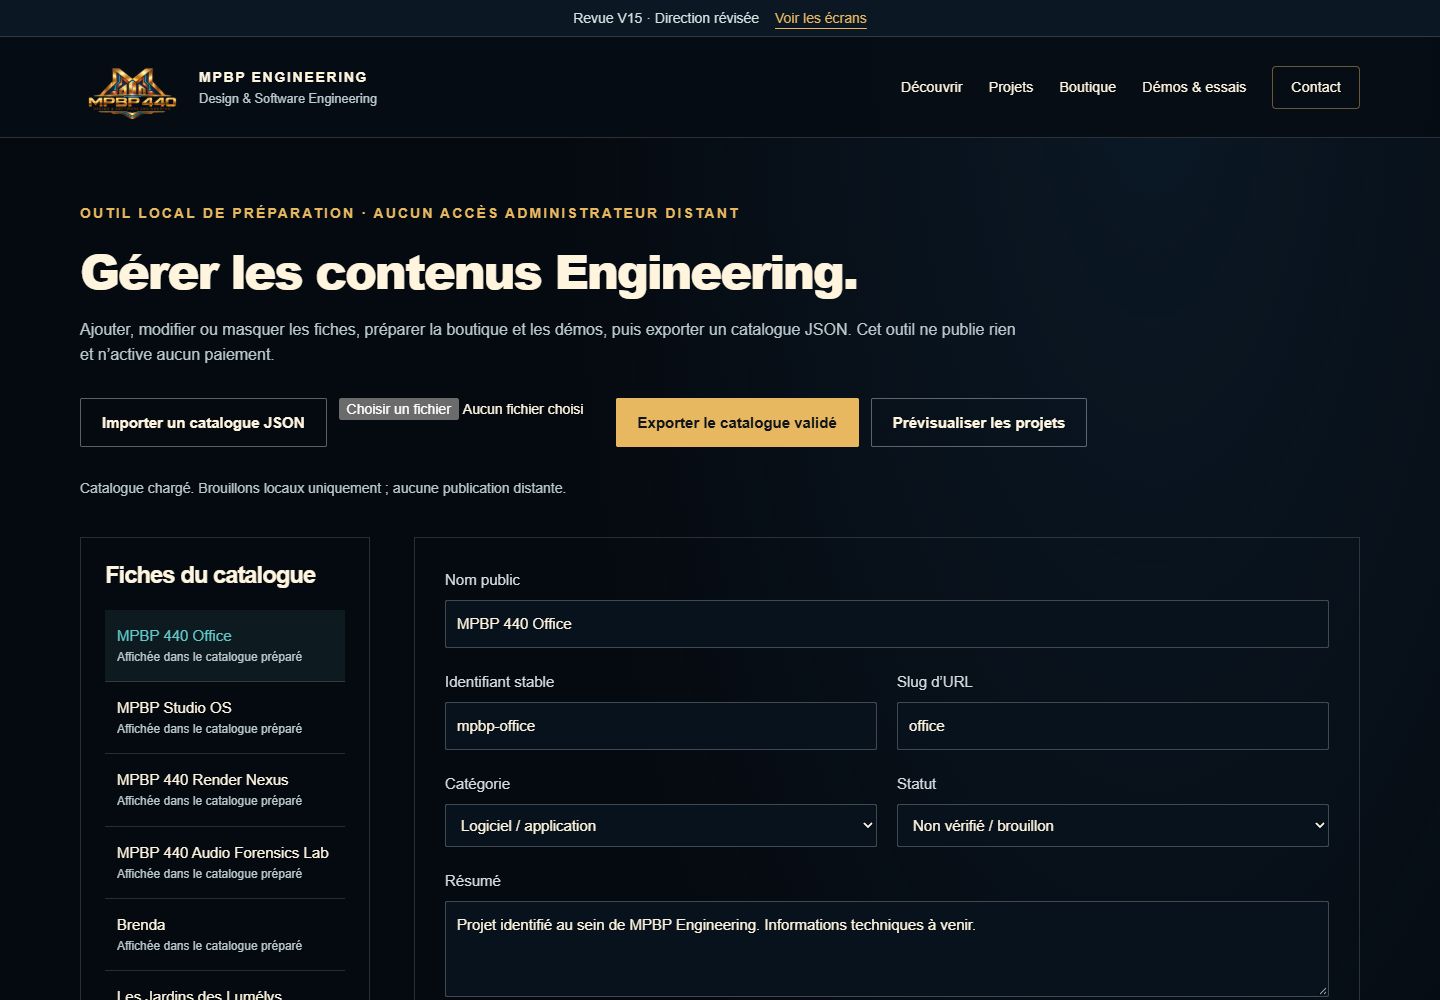 Revue V15 · Direction révisée Voir les écrans
MPBP 440
MPBP ENGINEERING
Design & Software Engineering
Découvrir Projets Boutique Démos & essais Contact
OUTIL LOCAL DE PRÉPARATION · AUCUN ACCÈS ADMINISTRATEUR DISTANT
Gérer les contenus Engineering.
Ajouter, modifier ou masquer les fiches, préparer la boutique et les démos, puis exporter un catalogue JSON. Cet outil ne publie rien
et n’active aucun paiement.
Importer un catalogue JSON Choisir un fichier Aucun fichier choisi Exporter le catalogue validé Prévisualiser les projets
Catalogue chargé. Brouillons locaux uniquement ; aucune publication distante.
Fiches du catalogue
MPBP 440 Office
Affichée dans le catalogue préparé
MPBP Studio OS
Affichée dans le catalogue préparé
MPBP 440 Render Nexus
Affichée dans le catalogue préparé
MPBP 440 Audio Forensics Lab
Affichée dans le catalogue préparé
Brenda
Affichée dans le catalogue préparé
Les Jardins des Lumélys
Nom public
MPBP 440 Office
Identifiant stable Slug d’URL
mpbp-office office
Catégorie Statut
Logiciel / application Non vérifié / brouillon
Résumé
Projet identifié au sein de MPBP Engineering. Informations techniques à venir.